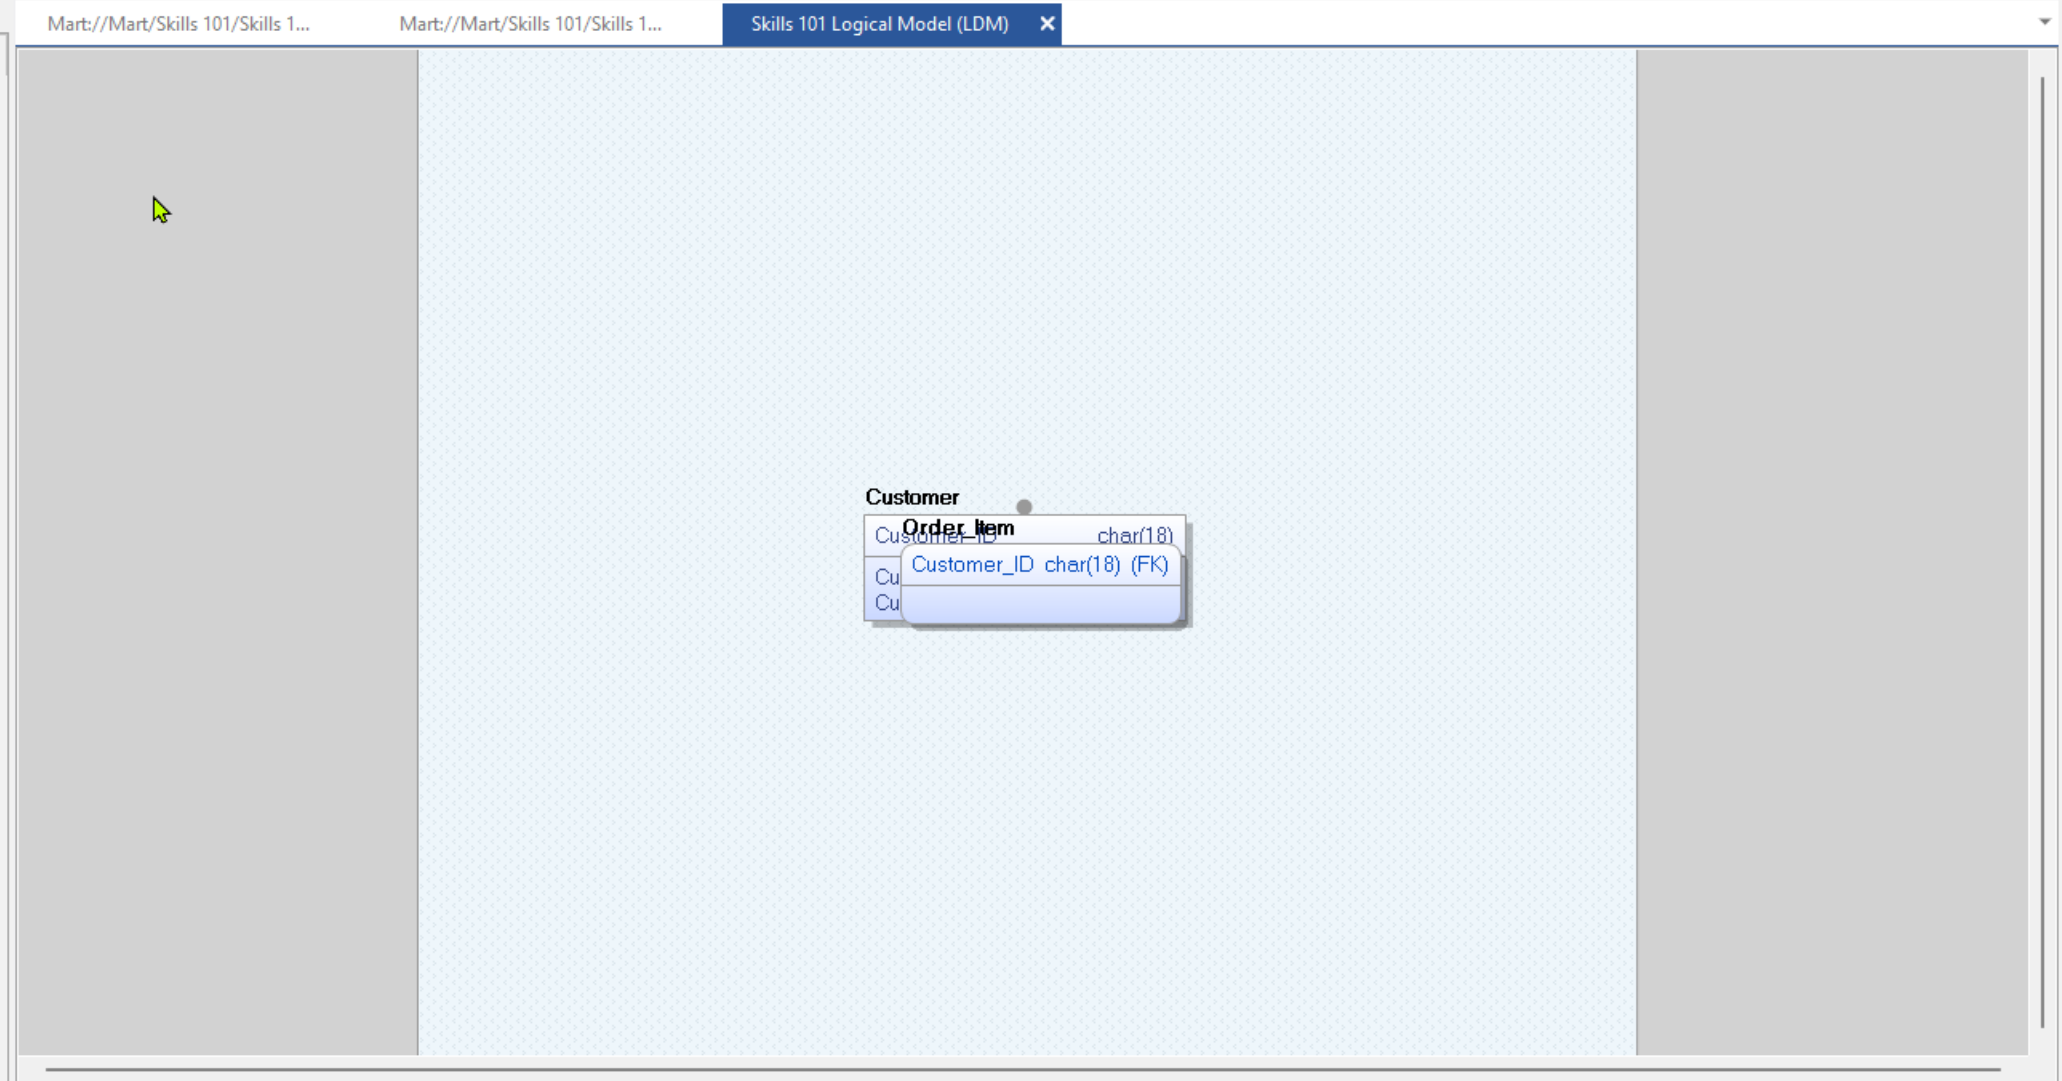 Mart://Mart/Skills 101/Skills 1... Mart://Mart/Skills 101/Skills 1... Skills 101 Logical Model (LDM)
Customer
Order_Item
Customer_ID char(18)
Customer_ID char(18) (FK)
Cu
Cu